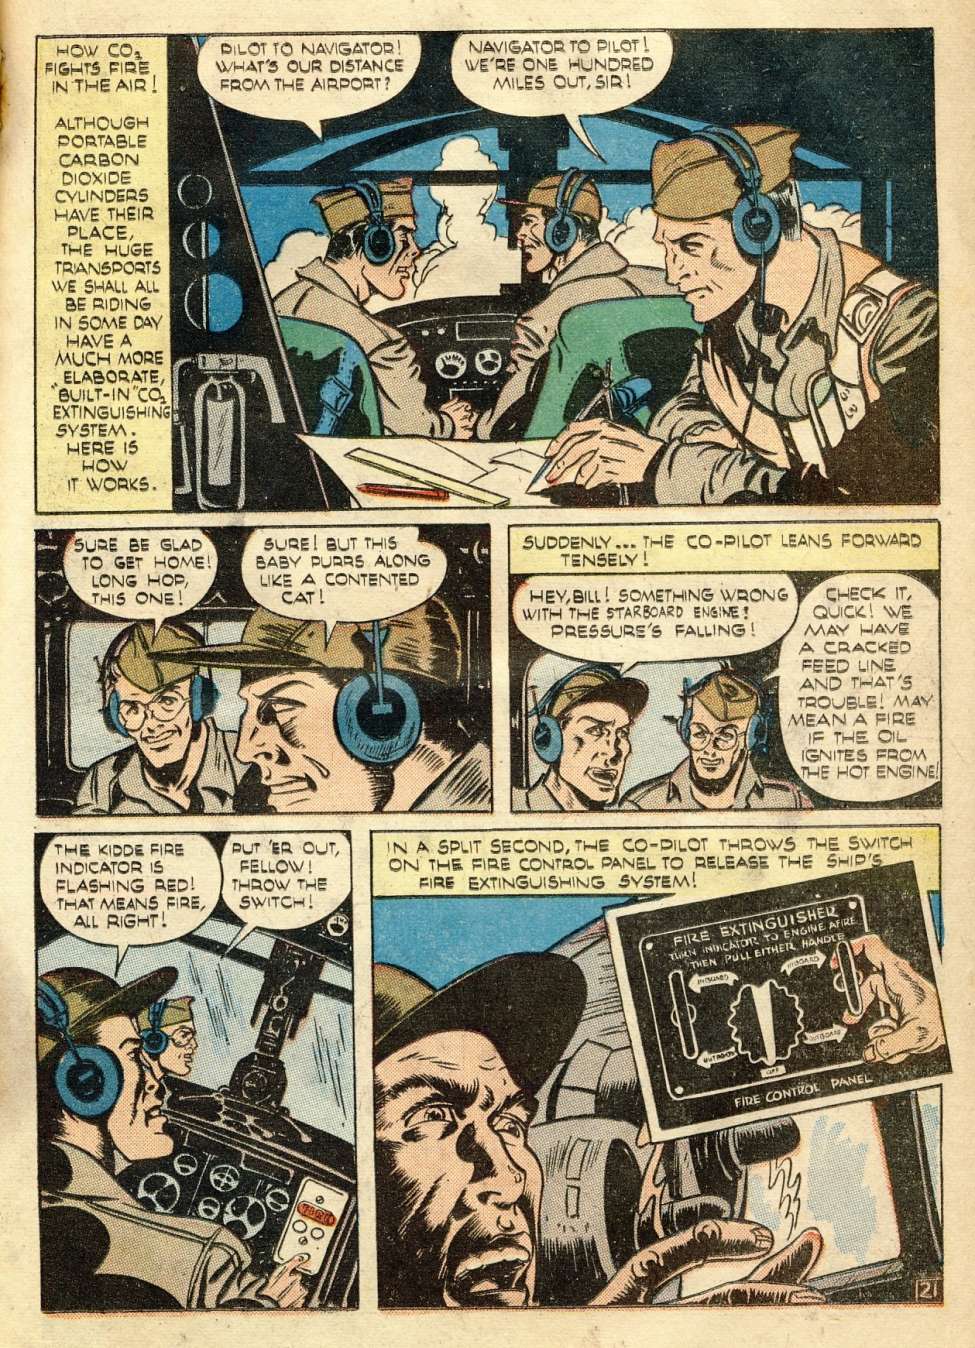 HOW CO2
FIGHTS FIRE
IN THE AIR!
ALTHOUGH
PORTABLE
CARBON
DIOXIDE
CYLINDERS
HAVE THEIR
PLACE,
THE HUGE
TRANSPORTS
WE SHALL ALL
BE RIDING
IN SOME DAY
HAVE A
MUCH MORE
"ELABORATE,
BUILT-IN" CO2
EXTINGUISHING
SYSTEM.
HERE IS
HOW
IT WORKS.
PILOT TO NAVIGATOR!
WHAT'S OUR DISTANCE
FROM THE AIRPORT?
NAVIGATOR TO PILOT!
WE'RE ONE HUNDRED
MILES OUT, SIR!
SURE BE GLAD
TO GET HOME!
LONG HOP,
THIS ONE!
SURE! BUT THIS
BABY PURRS ALONG
LIKE A CONTENTED
CAT!
SUDDENLY... THE CO-PILOT LEANS FORWARD
TENSELY!
HEY, BILL! SOMETHING WRONG
WITH THE STARBOARD ENGINE?
PRESSURE'S FALLING!
CHECK IT,
QUICK! WE
MAY HAVE
A CRACKED
FEED LINE
AND THAT'S
TROUBLE! MAY
MEAN A FIRE
IF THE OIL
IGNITES FROM
THE HOT ENGINE!
THE KIDDE FIRE
INDICATOR IS
FLASHING RED!
THAT MEANS FIRE,
ALL RIGHT!
PUT 'ER OUT,
FELLOW!
THROW THE
SWITCH!
IN A SPLIT SECOND, THE CO-PILOT THROWS THE SWITCH
ON THE FIRE CONTROL PANEL TO RELEASE THE SHIP'S
FIRE EXTINGUISHING SYSTEM!
FIRE EXTINGUISHER
TURN INDICATOR TO ENGINE AFIRE
THEN PULL EITHER HANDLE
INBOARD
INBOARD
OUTBOARD
OUTBOARD
FIRE CONTROL PANEL
21